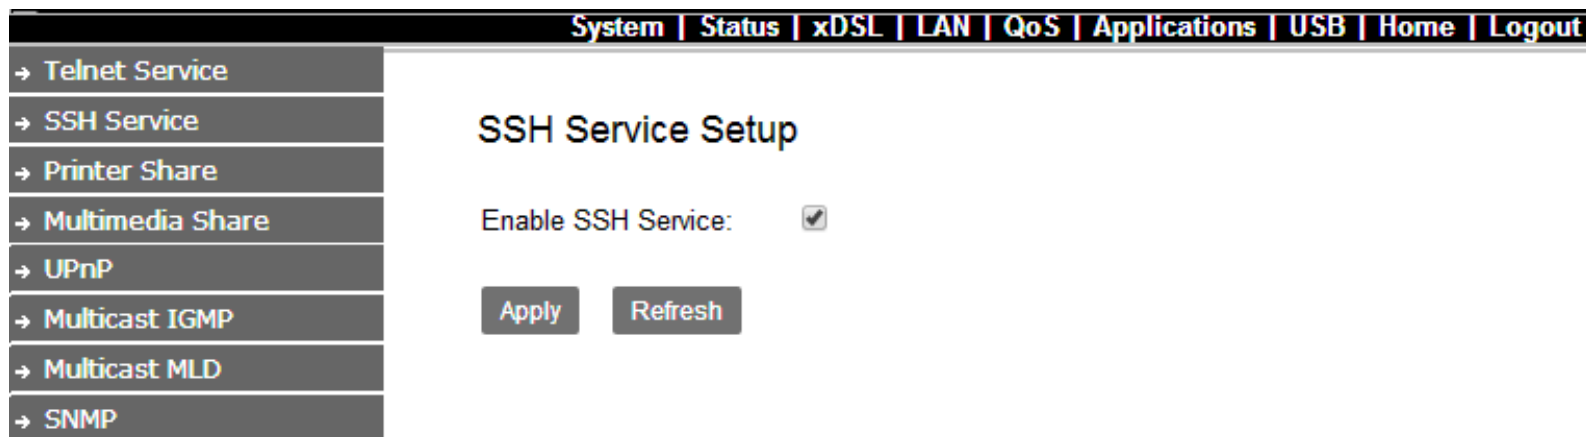 System | Status | xDSL | LAN | QoS | Applications | USB | Home | Logout
Telnet Service
SSH Service
Printer Share
Multimedia Share
UPnP
Multicast IGMP
Multicast MLD
SNMP
SSH Service Setup
Enable SSH Service:
Apply Refresh